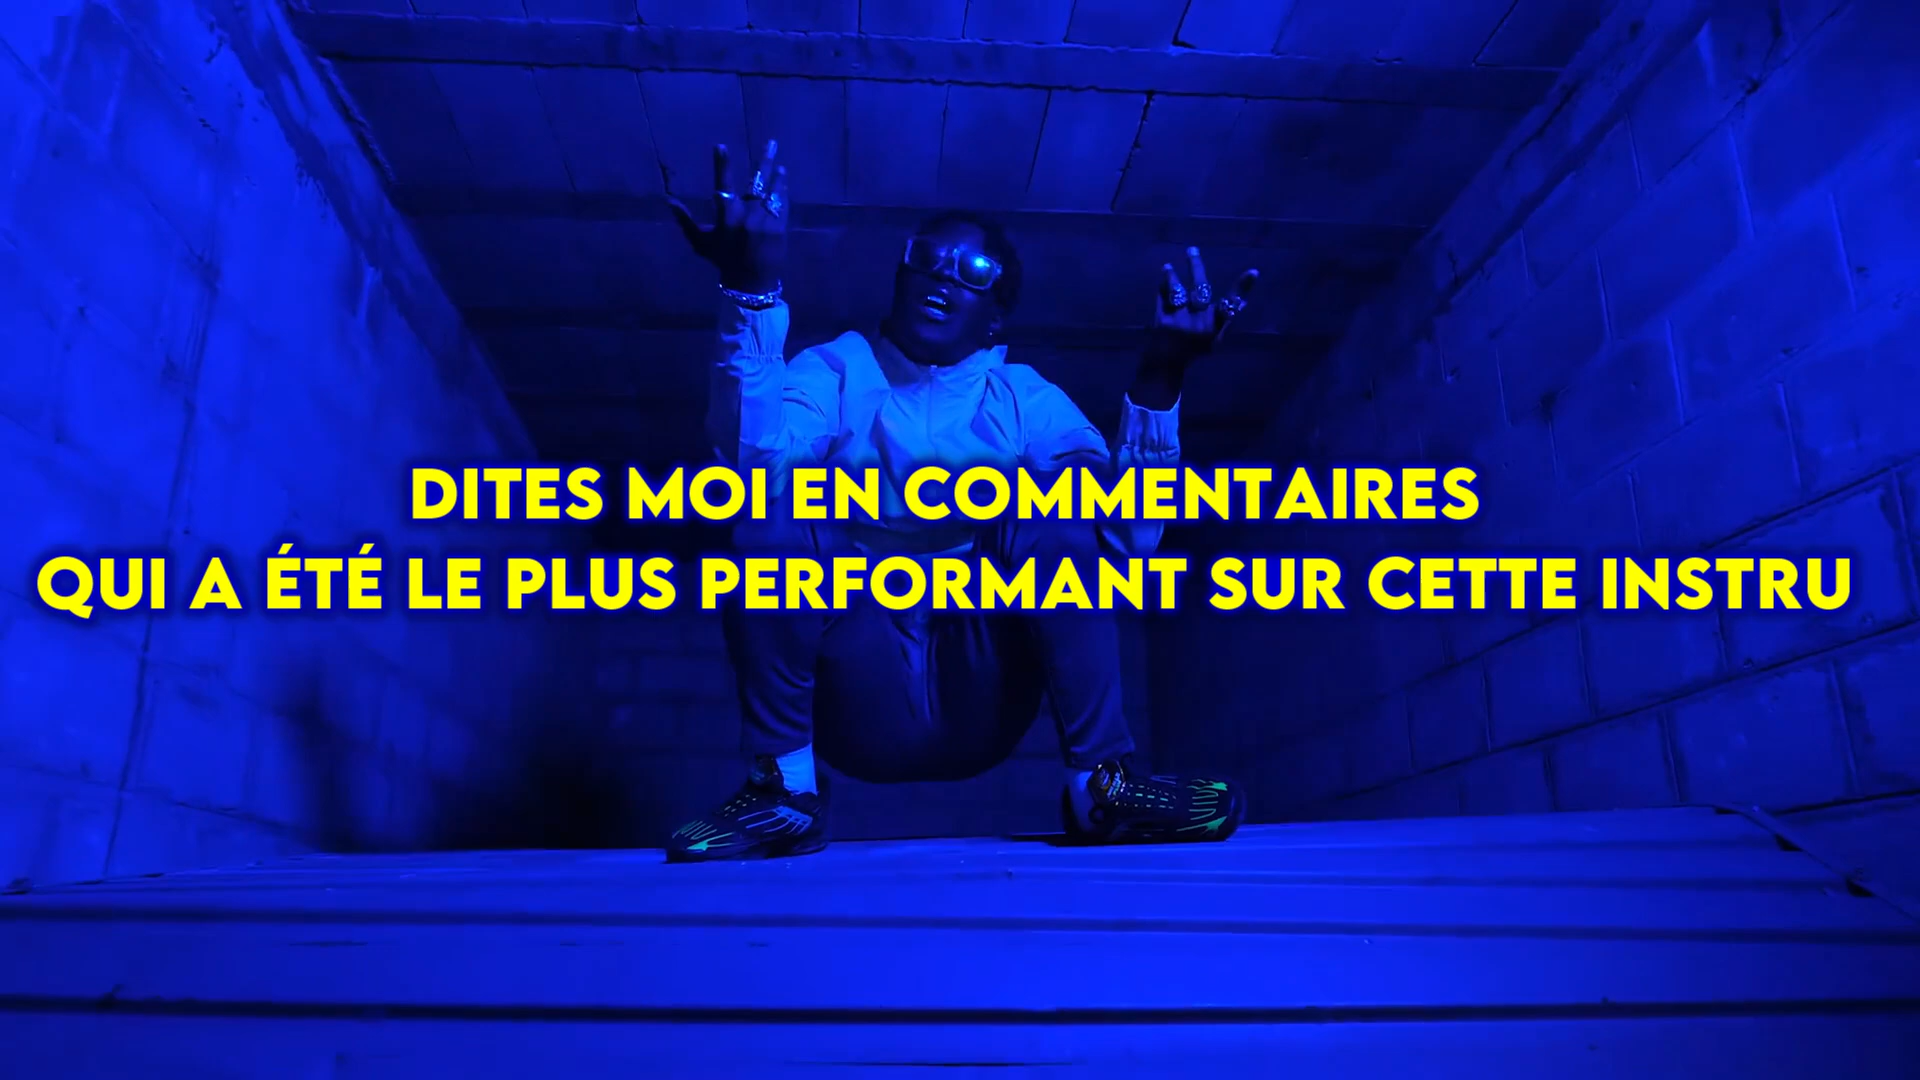 DITES MOI EN COMMENTAIRES
QUI A ÉTÉ LE PLUS PERFORMANT SUR CETTE INSTRU